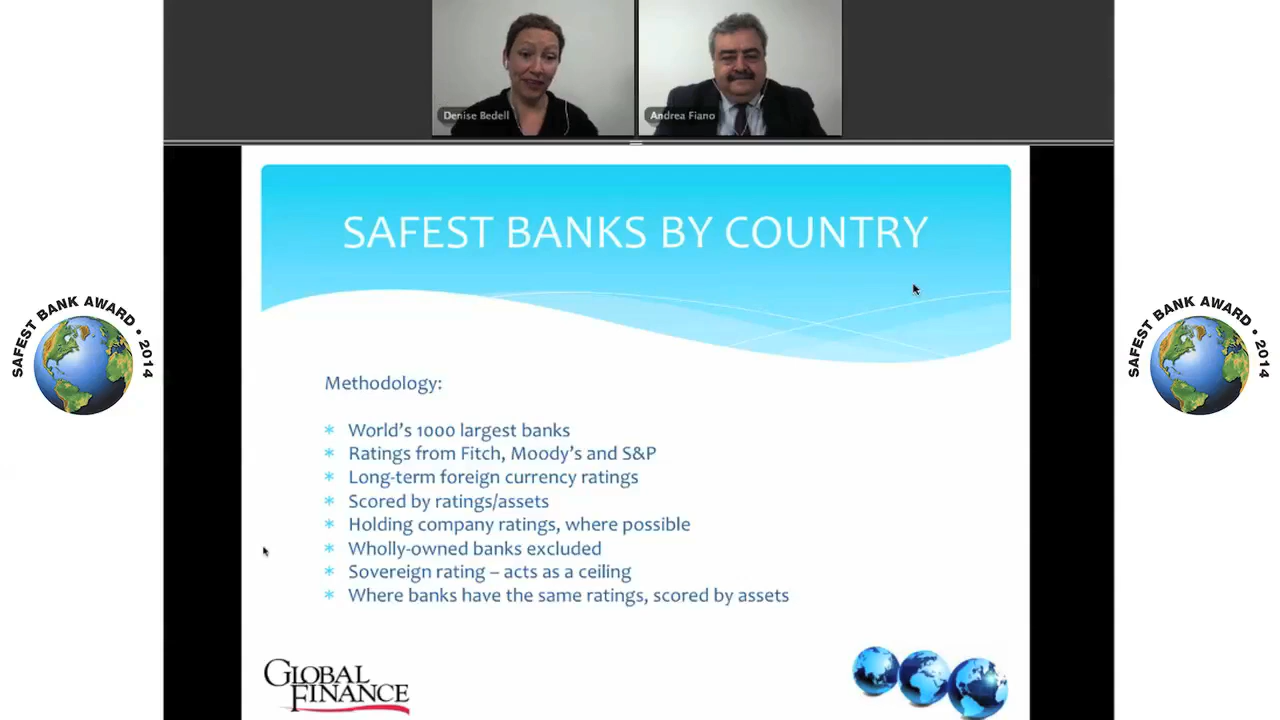 Denise Bedell
Andrea Fiano
SAFEST BANKS BY COUNTRY
SAFEST BANK AWARD • 2014
SAFEST BANK AWARD • 2014
Methodology:
* World's 1000 largest banks
* Ratings from Fitch, Moody's and S&P
* Long-term foreign currency ratings
* Scored by ratings/assets
* Holding company ratings, where possible
* Wholly-owned banks excluded
* Sovereign rating – acts as a ceiling
* Where banks have the same ratings, scored by assets
GLOBAL
FINANCE